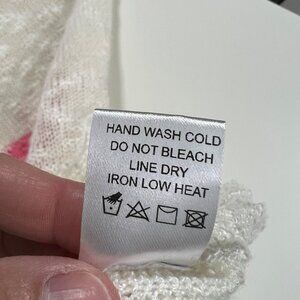 HAND WASH COLD
DO NOT BLEACH
LINE DRY
IRON LOW HEAT